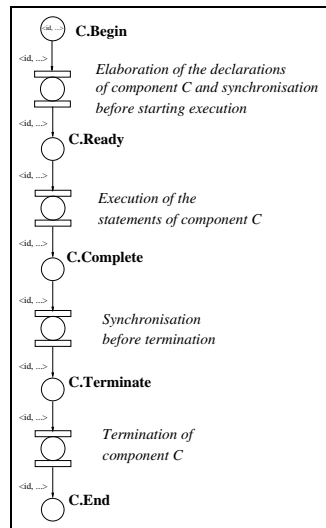 <id, ...>
C.Begin
<id, ...>
Elaboration of the declarations
of component C and synchronisation
before starting execution
<id, ...>
C.Ready
<id, ...>
Execution of the
statements of component C
<id, ...>
C.Complete
<id, ...>
Synchronisation
before termination
<id, ...>
C.Terminate
<id, ...>
Termination of
component C
<id, ...>
C.End